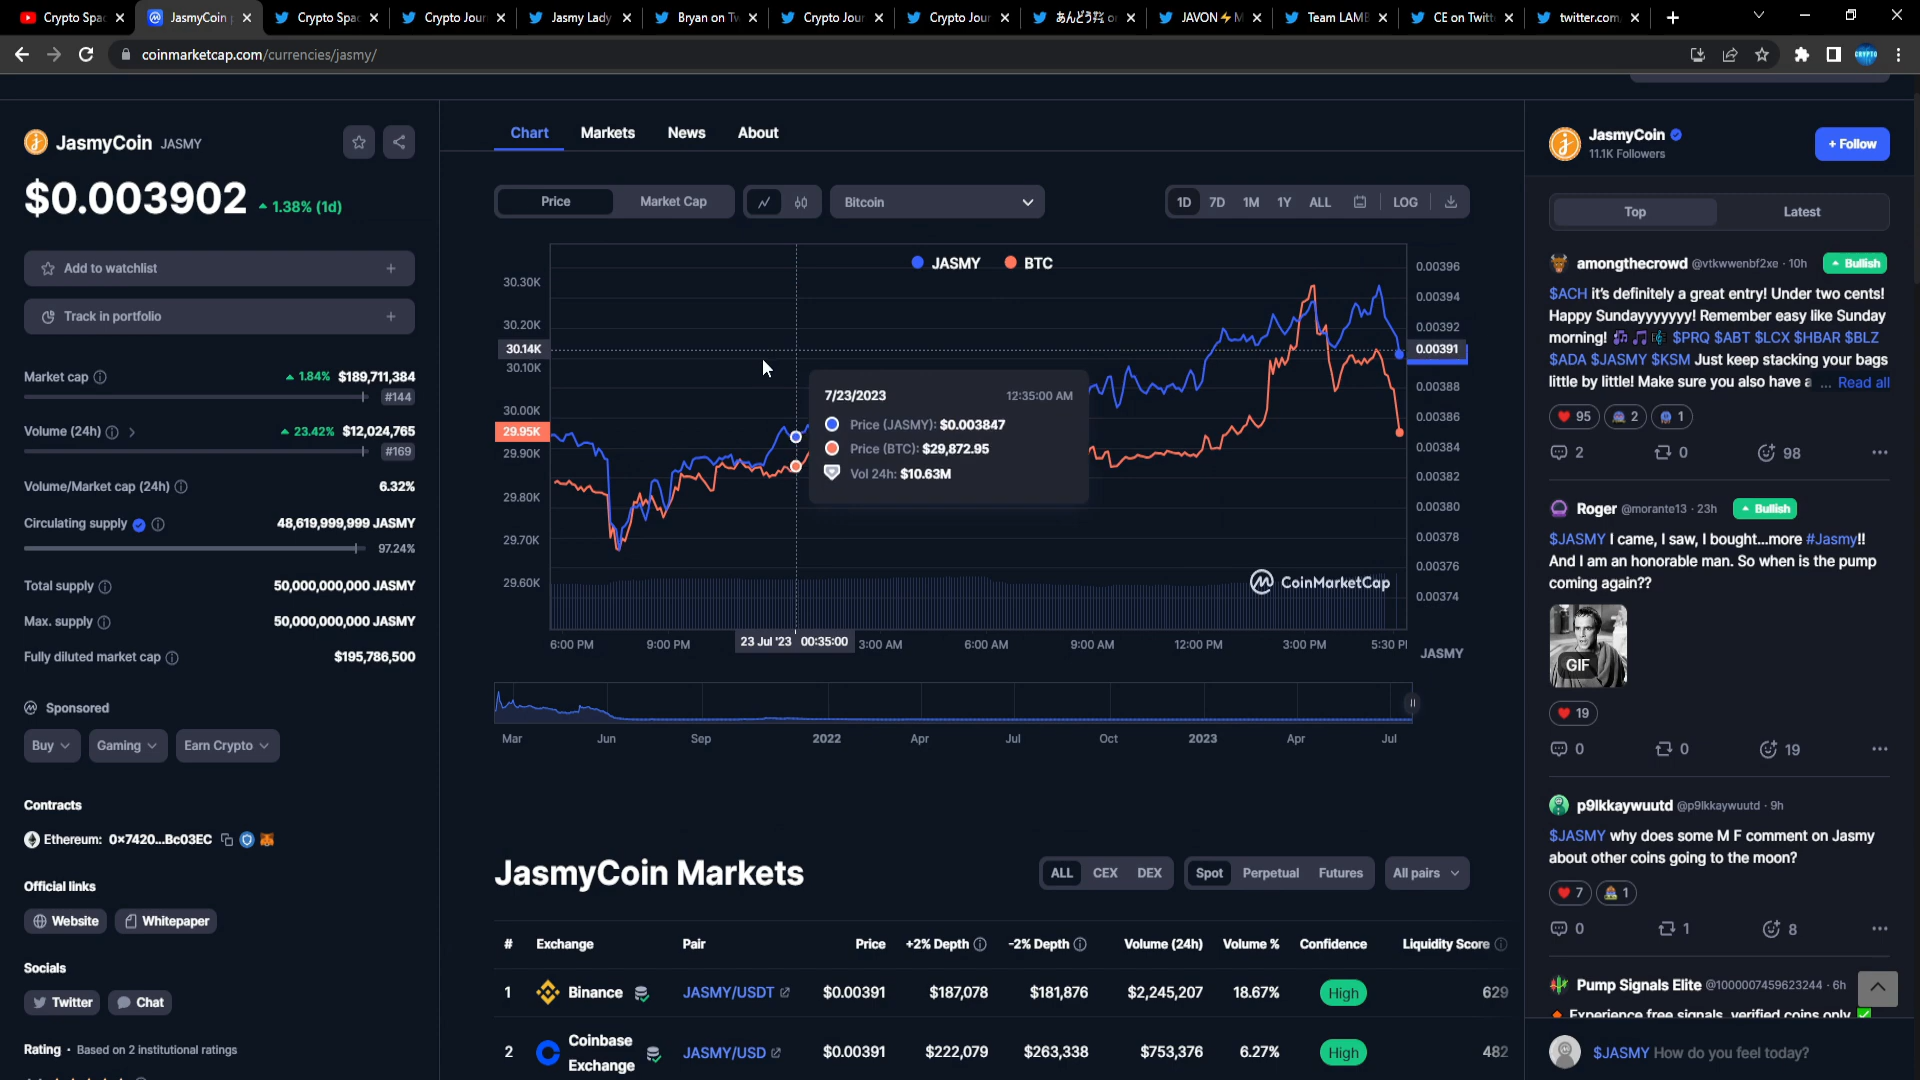 Crypto Spa
JasmyCoin p
Crypto Spac
Crypto Jour
Jasmy Lady
Bryan on Tw
Crypto Jour
Crypto Jour
あんどう
JAVON⚡M
Team LAMB
CE on Twitt
twitter.com
coinmarketcap.com/currencies/jasmy/
JasmyCoin JASMY
$0.003902 1.38% (1d)
Add to watchlist +
Track in portfolio +
Market cap 1.84% $189,711,384
#144
Volume (24h) 23.42% $12,024,765
#169
Volume/Market cap (24h) 6.32%
Circulating supply 48,619,999,999 JASMY
97.24%
Total supply 50,000,000,000 JASMY
Max. supply 50,000,000,000 JASMY
Fully diluted market cap $195,786,500
Sponsored
Buy Gaming Earn Crypto
Contracts
Ethereum: 0x7420...Bc03EC
Official links
Website Whitepaper
Socials
Twitter Chat
Rating · Based on 2 institutional ratings
Chart Markets News About
Price Market Cap Bitcoin 1D 7D 1M 1Y ALL LOG
JASMY BTC
30.30K
30.20K
30.14K
30.10K
30.00K
29.95K
29.90K
29.80K
29.70K
29.60K
0.00396
0.00394
0.00392
0.00391
0.00388
0.00386
0.00384
0.00382
0.00380
0.00378
0.00376
0.00374
7/23/2023 12:35:00 AM
Price (JASMY): $0.003847
Price (BTC): $29,872.95
Vol 24h: $10.63M
CoinMarketCap
6:00 PM 9:00 PM 23 Jul '23 00:35:00 3:00 AM 6:00 AM 9:00 AM 12:00 PM 3:00 PM 5:30 P
JASMY
Mar Jun Sep 2022 Apr Jul Oct 2023 Apr Jul
JasmyCoin Markets
ALL CEX DEX Spot Perpetual Futures All pairs
# Exchange Pair Price +2% Depth -2% Depth Volume (24h) Volume % Confidence Liquidity Score
1 Binance JASMY/USDT $0.00391 $187,078 $181,876 $2,245,207 18.67% High 629
2 Coinbase Exchange JASMY/USD $0.00391 $222,079 $263,338 $753,376 6.27% High 482
JasmyCoin
11.1K Followers
+ Follow
Top Latest
amongthecrowd @vtkwwenbf2xe · 10h Bullish
$ACH it's definitely a great entry! Under two cents!
Happy Sundayyyyyyy! Remember easy like Sunday
morning! 🎶🎵🎼 $PRQ $ABT $LCX $HBAR $BLZ
$ADA $JASMY $KSM Just keep stacking your bags
little by little! Make sure you also have a ... Read all
95 2 1
2 0 98
Roger @morante13 · 23h Bullish
$JASMY I came, I saw, I bought...more #Jasmy!!
And I am an honorable man. So when is the pump
coming again??
GIF
19
0 0 19
p9lkkaywuutd @p9lkkaywuutd · 9h
$JASMY why does some M F comment on Jasmy
about other coins going to the moon?
7 1
0 1 8
Pump Signals Elite @1000007459623244 · 6h
Experience free signals, verified coins only ✅
$JASMY How do you feel today?